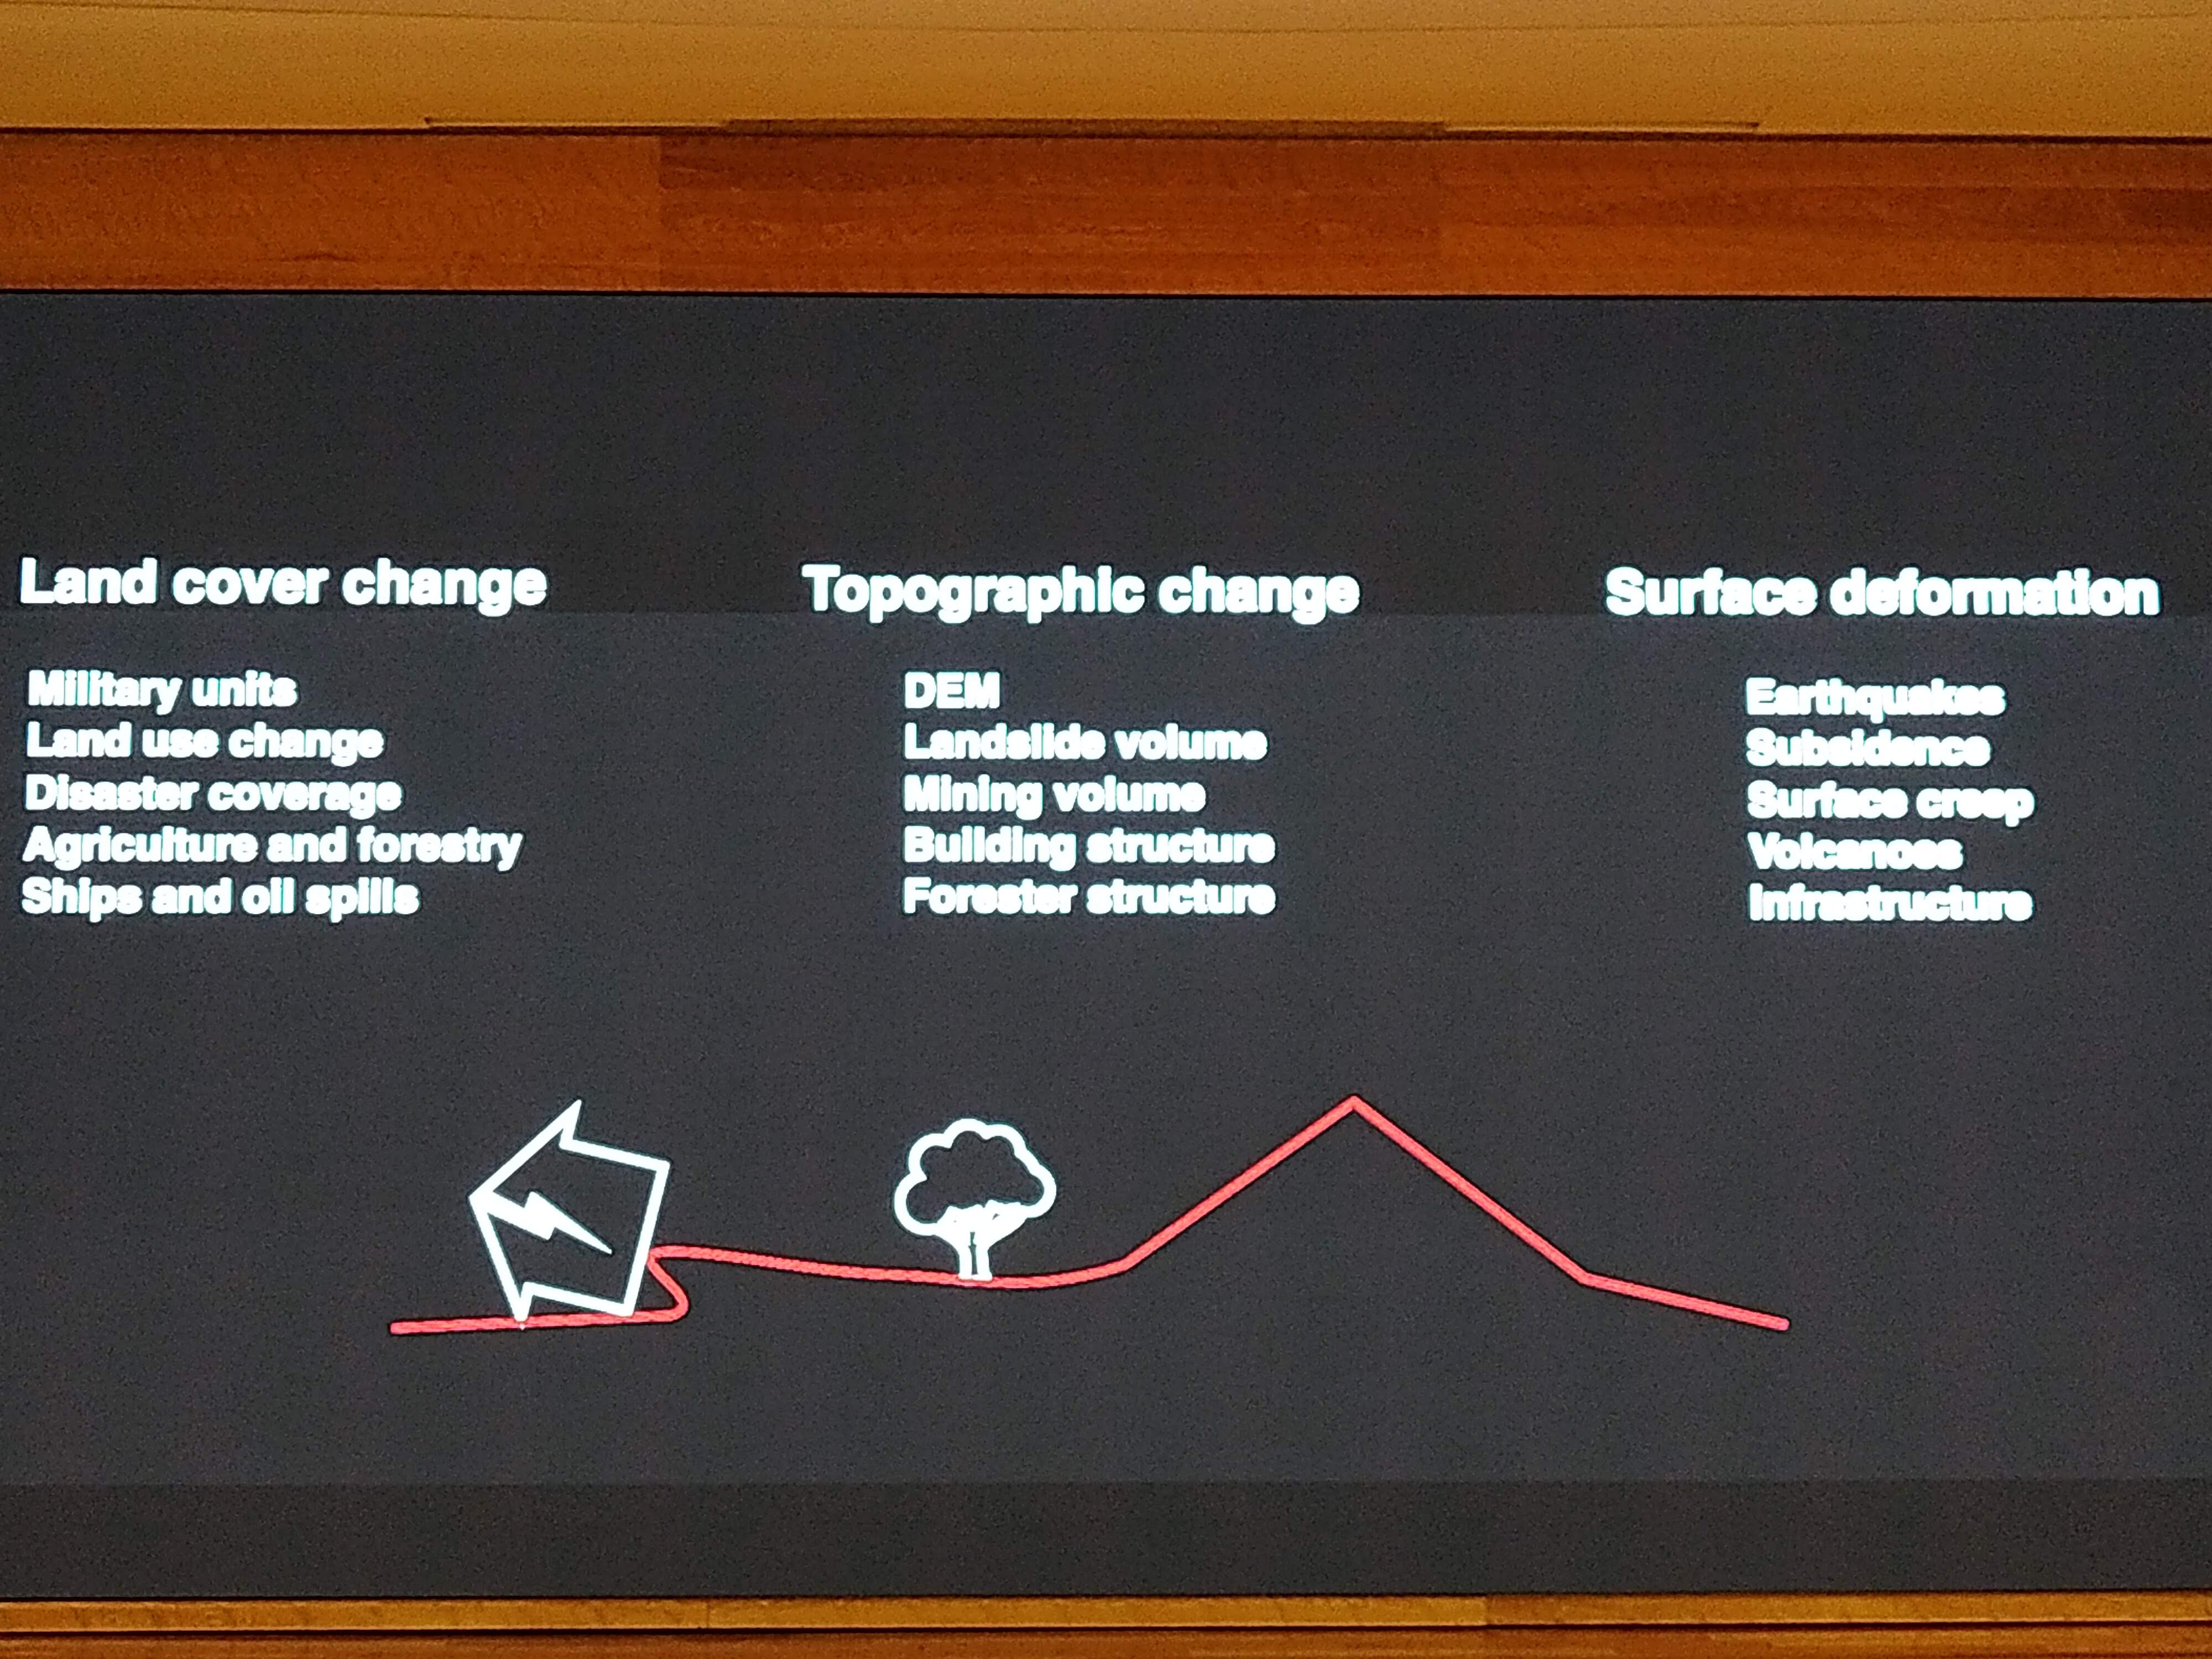 Land cover change
Military units
Land use change
Disaster coverage
Agriculture and forestry
Ships and oil spills
Topographic change
DEM
Landslide volume
Mining volume
Building structure
Forester structure
Surface deformation
Earthquakes
Subsidence
Surface creep
Volcanoes
Infrastructure